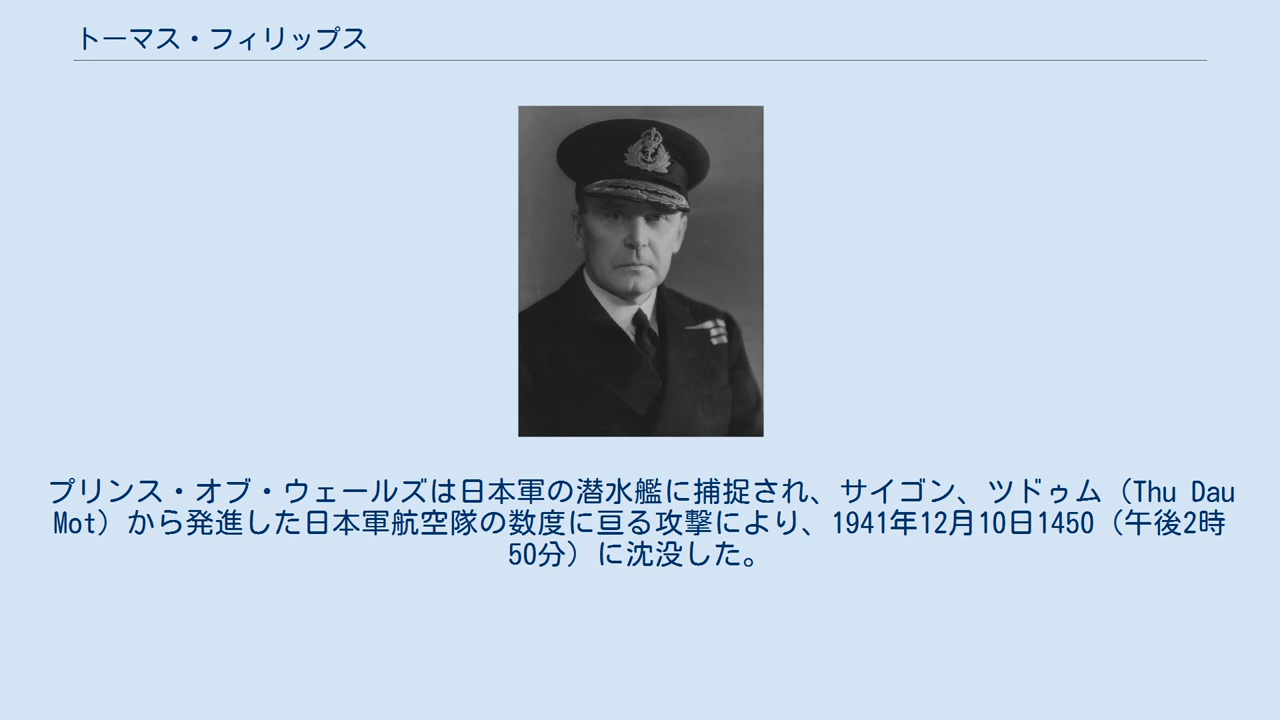 トーマス・フィリップス
プリンス・オブ・ウェールズは日本軍の潜水艦に捕捉され、サイゴン、ツドゥム（Thu Dau
Mot）から発進した日本軍航空隊の数度に亘る攻撃により、1941年12月10日1450（午後2時
50分）に沈没した。